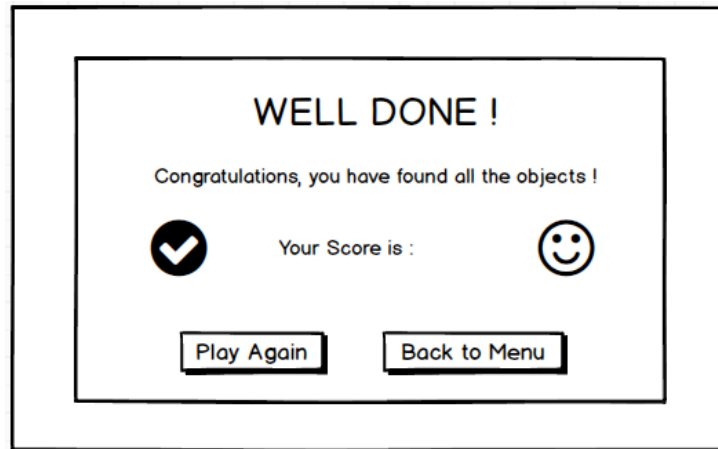 WELL DONE !
Congratulations, you have found all the objects !
Your Score is :
Play Again
Back to Menu